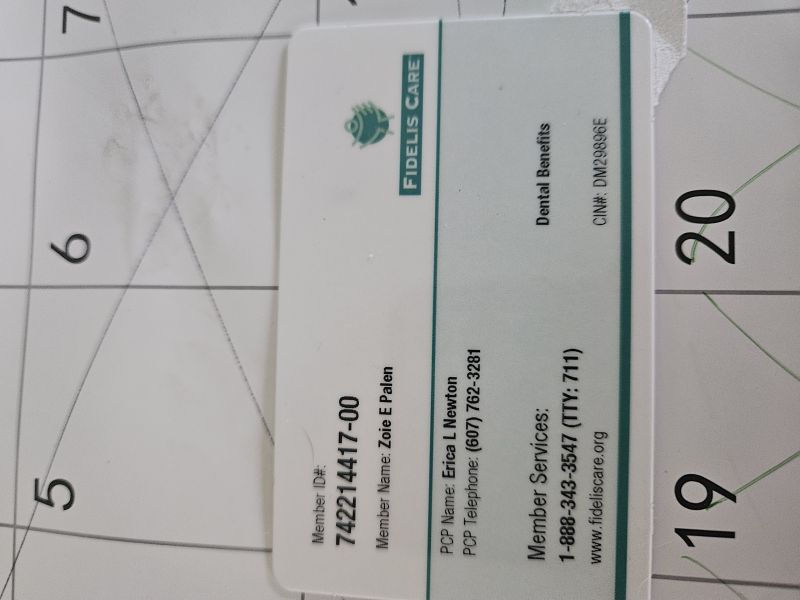 FIDELIS CARE
Member ID#:
742214417-00
Member Name: Zoie E Palen
PCP Name: Erica L Newton
PCP Telephone: (607) 762-3281
Member Services:
1-888-343-3547 (TTY: 711)
www.fideliscare.org
Dental Benefits
CIN#: DM29896E
5
6
7
19
20